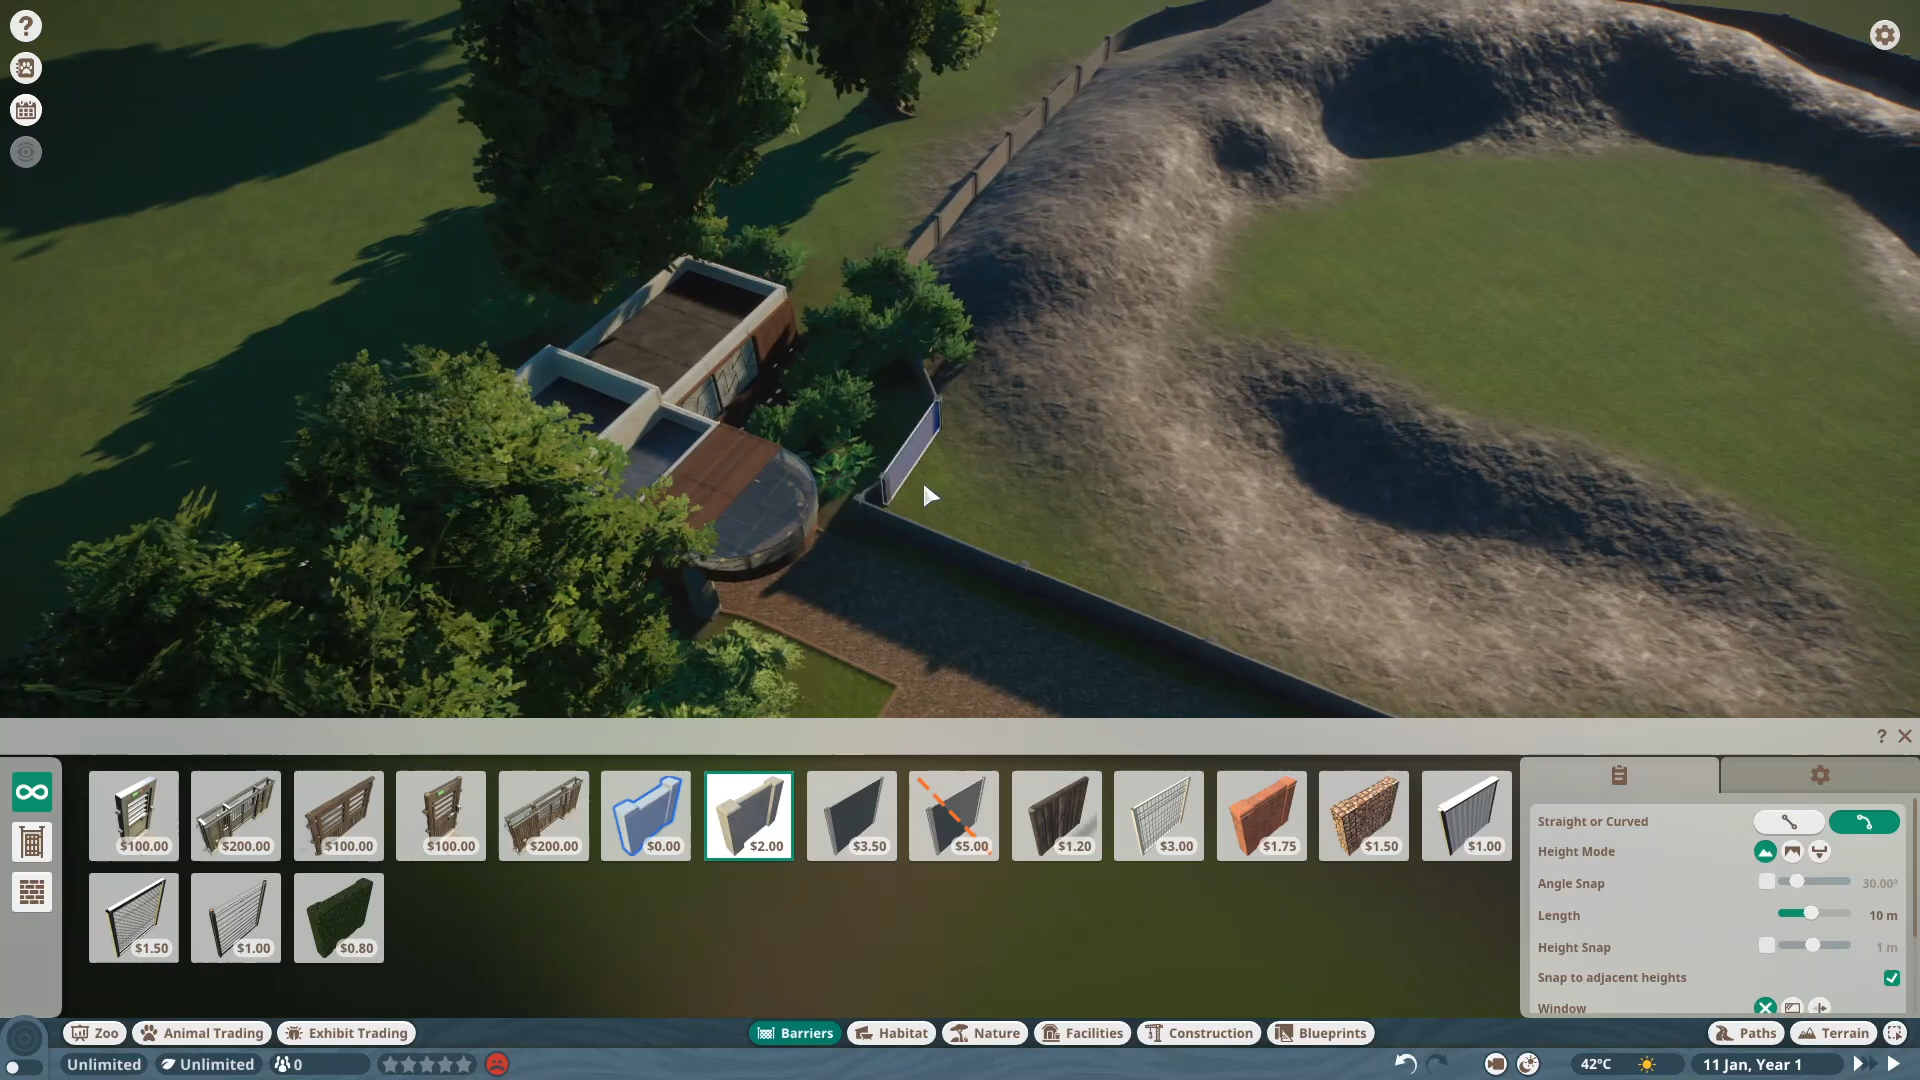 ?
?
$100.00 $200.00 $100.00 $100.00 $200.00 $0.00 $2.00 $3.50 $5.00 $1.20 $3.00 $1.75 $1.50 $1.00
$1.50 $1.00 $0.80
Straight or Curved
Height Mode
Angle Snap 30.00°
Length 10 m
Height Snap 1 m
Snap to adjacent heights
Window
Zoo Animal Trading Exhibit Trading Barriers Habitat Nature Facilities Construction Blueprints Paths Terrain
Unlimited Unlimited 0 42°C 11 Jan, Year 1